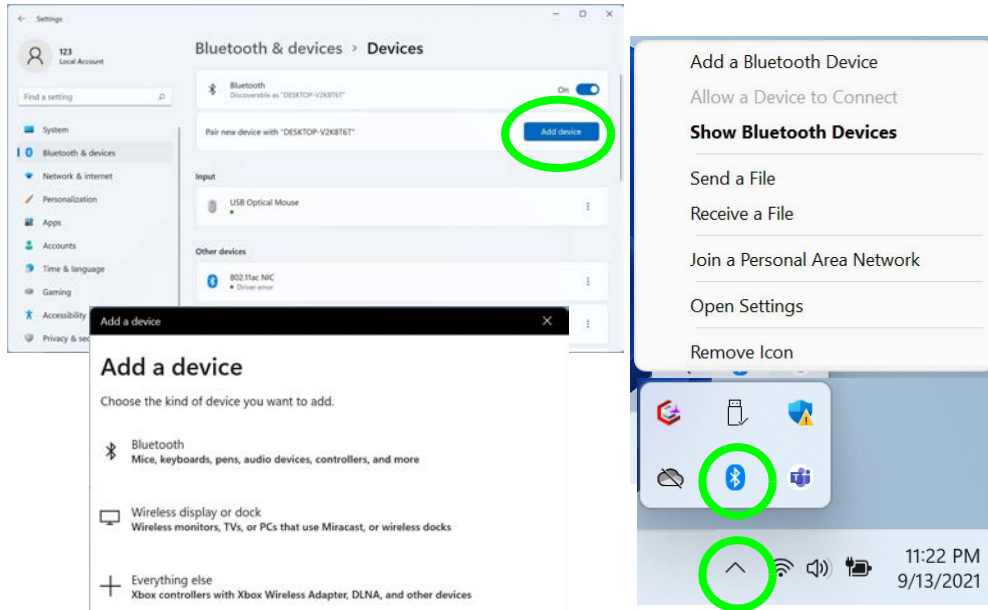 Settings
123
Local Account
Find a setting
System
Bluetooth & devices
Network & internet
Personalization
Apps
Accounts
Time & language
Gaming
Accessibility
Privacy & sec
Bluetooth & devices > Devices
Bluetooth
Discoverable as "DESKTOP-V2K8T6T"
On
Pair new device with "DESKTOP-V2K8T6T"
Add device
Input
USB Optical Mouse
Other devices
802.11ac NIC
Driver error
Add a device
Add a device
Choose the kind of device you want to add.
Bluetooth
Mice, keyboards, pens, audio devices, controllers, and more
Wireless display or dock
Wireless monitors, TVs, or PCs that use Miracast, or wireless docks
Everything else
Xbox controllers with Xbox Wireless Adapter, DLNA, and other devices
Add a Bluetooth Device
Allow a Device to Connect
Show Bluetooth Devices
Send a File
Receive a File
Join a Personal Area Network
Open Settings
Remove Icon
11:22 PM
9/13/2021